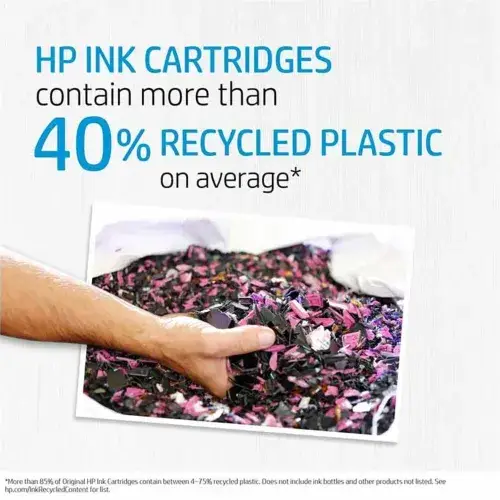 HP INK CARTRIDGES
contain more than
40% RECYCLED PLASTIC
on average*
*More than 85% of Original HP Ink Cartridges contain between 4-75% recycled plastic. Does not include ink bottles and other products not listed. See
hp.com/InkRecycledContent for list.